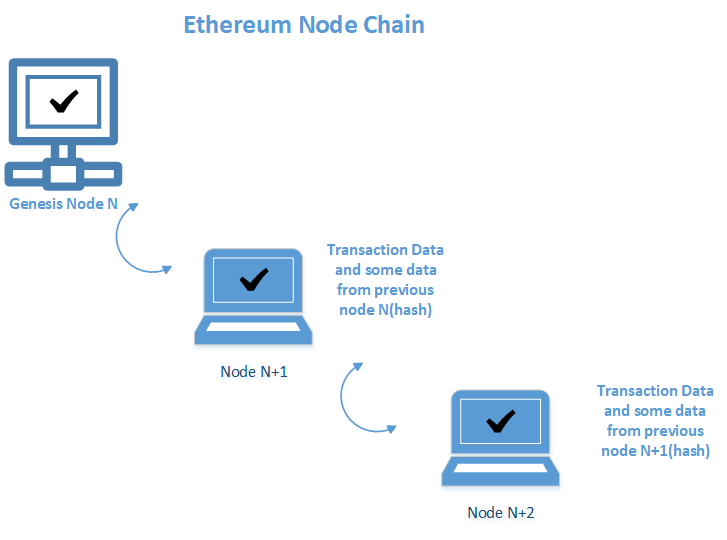 Ethereum Node Chain
Genesis Node N
Transaction Data
and some data
from previous
node N(hash)
Node N+1
Transaction Data
and some data
from previous
node N+1(hash)
Node N+2